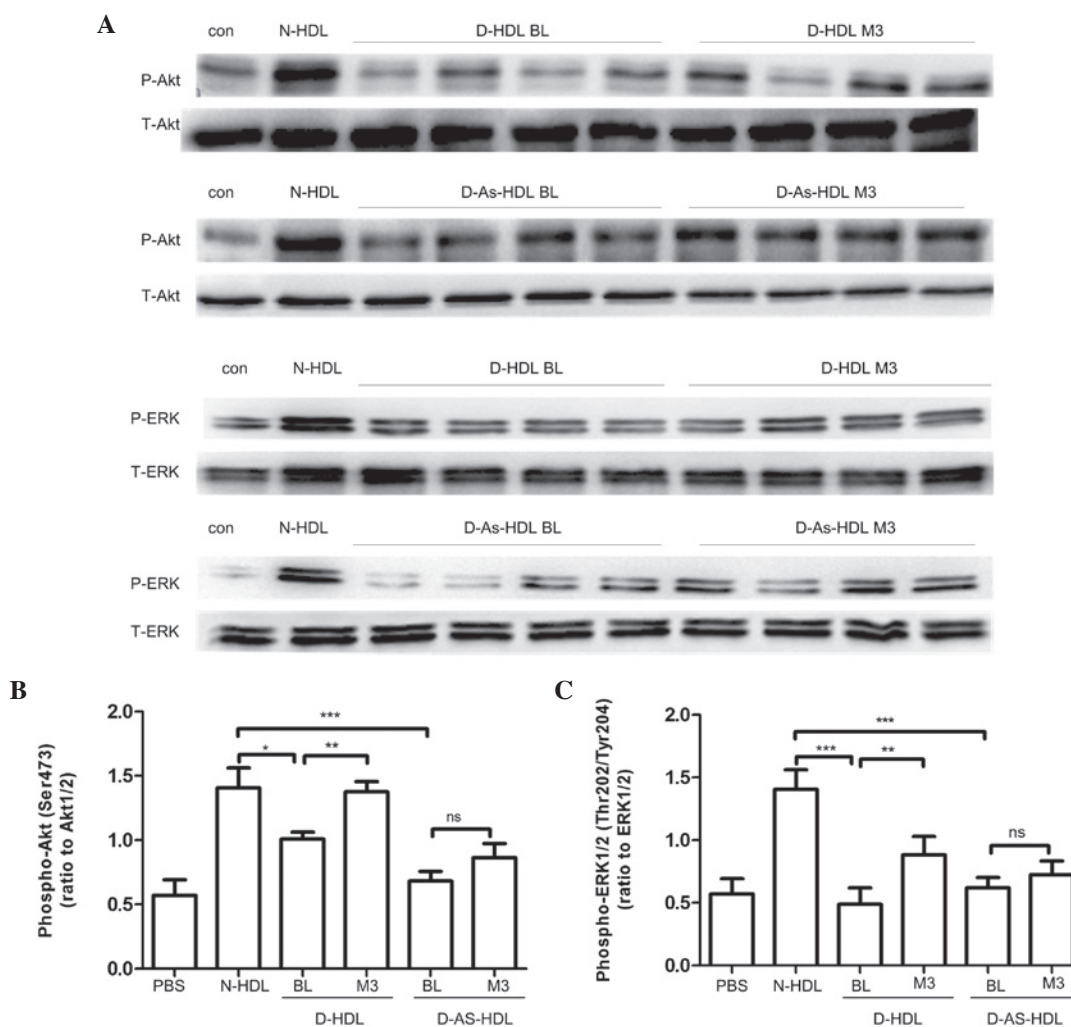 A
con N-HDL D-HDL BL D-HDL M3
P-Akt
T-Akt
con N-HDL D-As-HDL BL D-As-HDL M3
P-Akt
T-Akt
con N-HDL D-HDL BL D-HDL M3
P-ERK
T-ERK
con N-HDL D-As-HDL BL D-As-HDL M3
P-ERK
T-ERK
B
Phospho-Akt (Ser473)
(ratio to Akt1/2)
2.0
1.5
1.0
0.5
0.0
***
* **
ns
PBS N-HDL BL M3 BL M3
D-HDL D-AS-HDL
C
Phospho-ERK1/2 (Thr202/Tyr204)
(ratio to ERK1/2)
2.0
1.5
1.0
0.5
0.0
***
*** **
ns
PBS N-HDL BL M3 BL M3
D-HDL D-AS-HDL